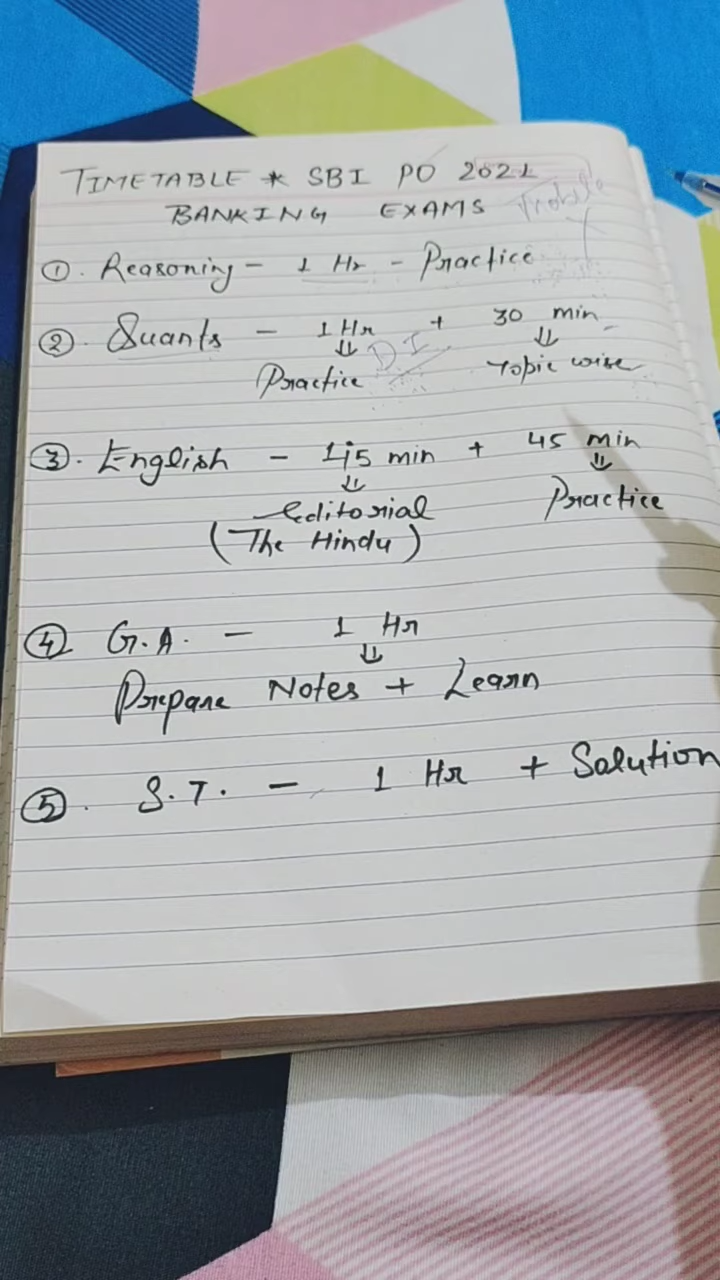 TIMETABLE * SBI PO 2021
BANKING EXAMS
①. Reasoning - 1 Hr - Practice
② . Quants - 1 Hr + 30 min
⇓ DI ⇓
Practice Topic wise
③ . English - 15 min + 45 min
⇓ ⇓
Editorial Practice
(The Hindu)
④ G.A. - 1 Hr
⇓
Prepare Notes + Learn
⑤ . S.T. - 1 Hr + Solution